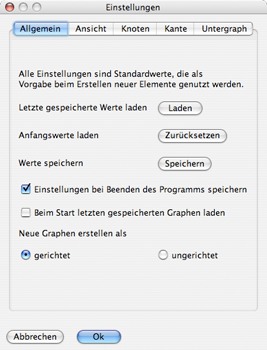 Einstellungen
Allgemein Ansicht Knoten Kante Untergraph
Alle Einstellungen sind Standardwerte, die als
Vorgabe beim Erstellen neuer Elemente genutzt werden.
Letzte gespeicherte Werte laden Laden
Anfangswerte laden Zurücksetzen
Werte speichern Speichern
Einstellungen bei Beenden des Programms speichern
Beim Start letzten gespeicherten Graphen laden
Neue Graphen erstellen als
gerichtet ungerichtet
Abbrechen Ok